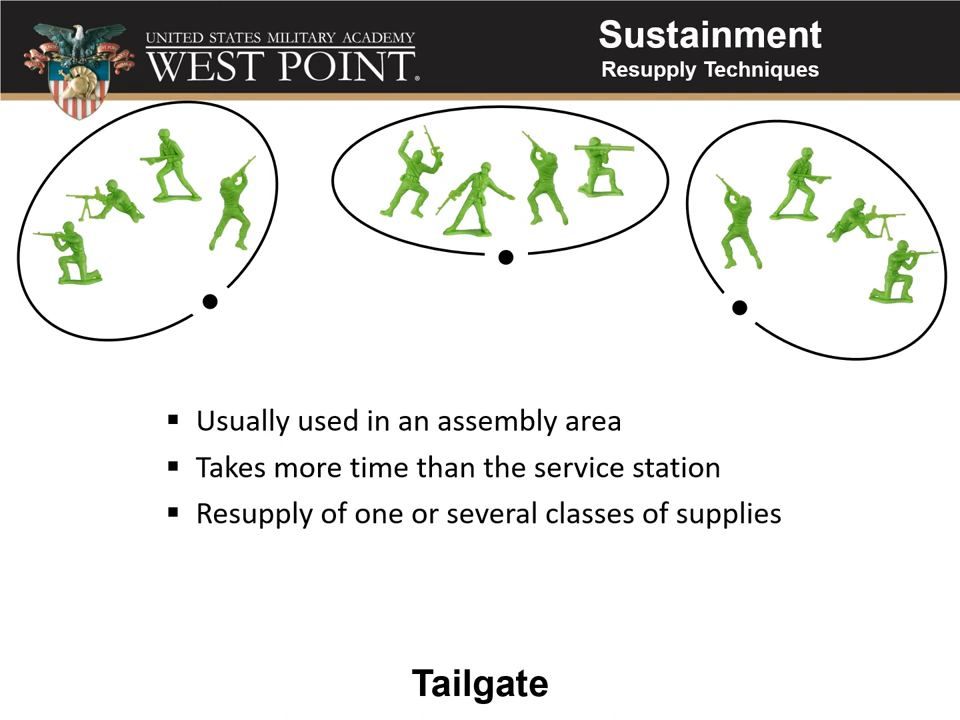 UNITED STATES MILITARY ACADEMY
WEST POINT.®
Sustainment
Resupply Techniques
▪ Usually used in an assembly area
▪ Takes more time than the service station
▪ Resupply of one or several classes of supplies
Tailgate